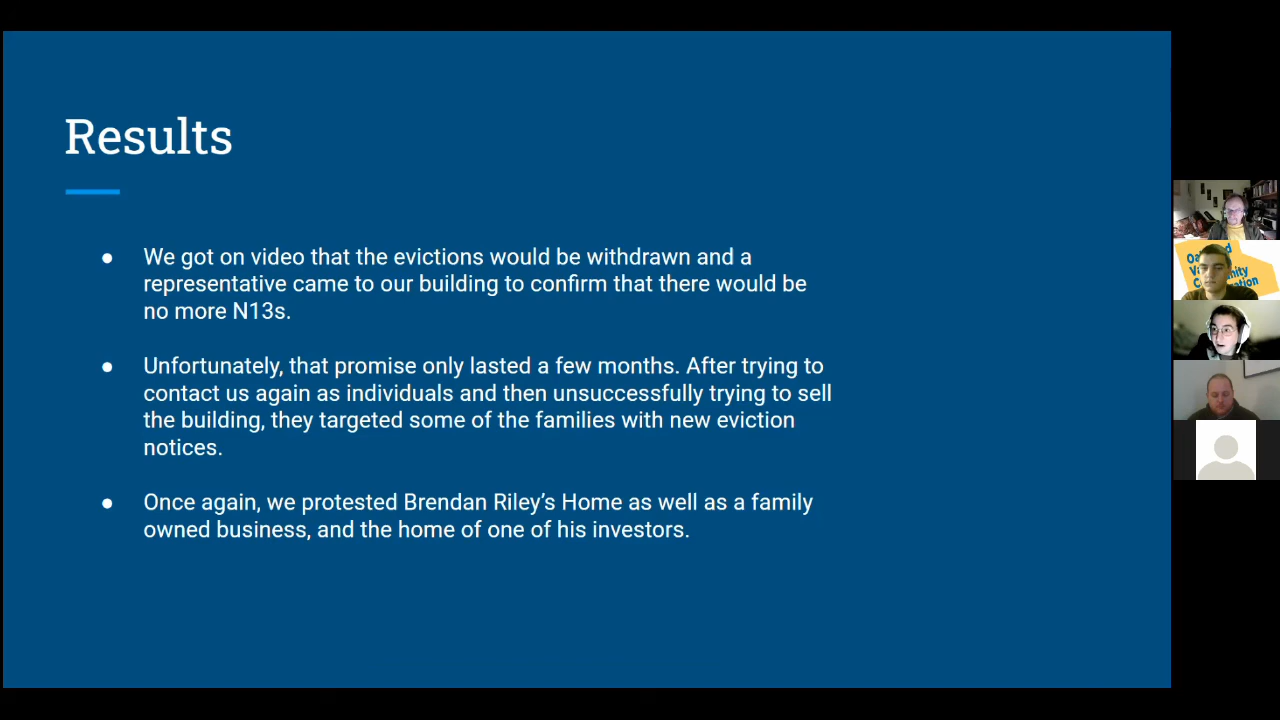 Results
● We got on video that the evictions would be withdrawn and a
representative came to our building to confirm that there would be
no more N13s.
● Unfortunately, that promise only lasted a few months. After trying to
contact us again as individuals and then unsuccessfully trying to sell
the building, they targeted some of the families with new eviction
notices.
● Once again, we protested Brendan Riley’s Home as well as a family
owned business, and the home of one of his investors.